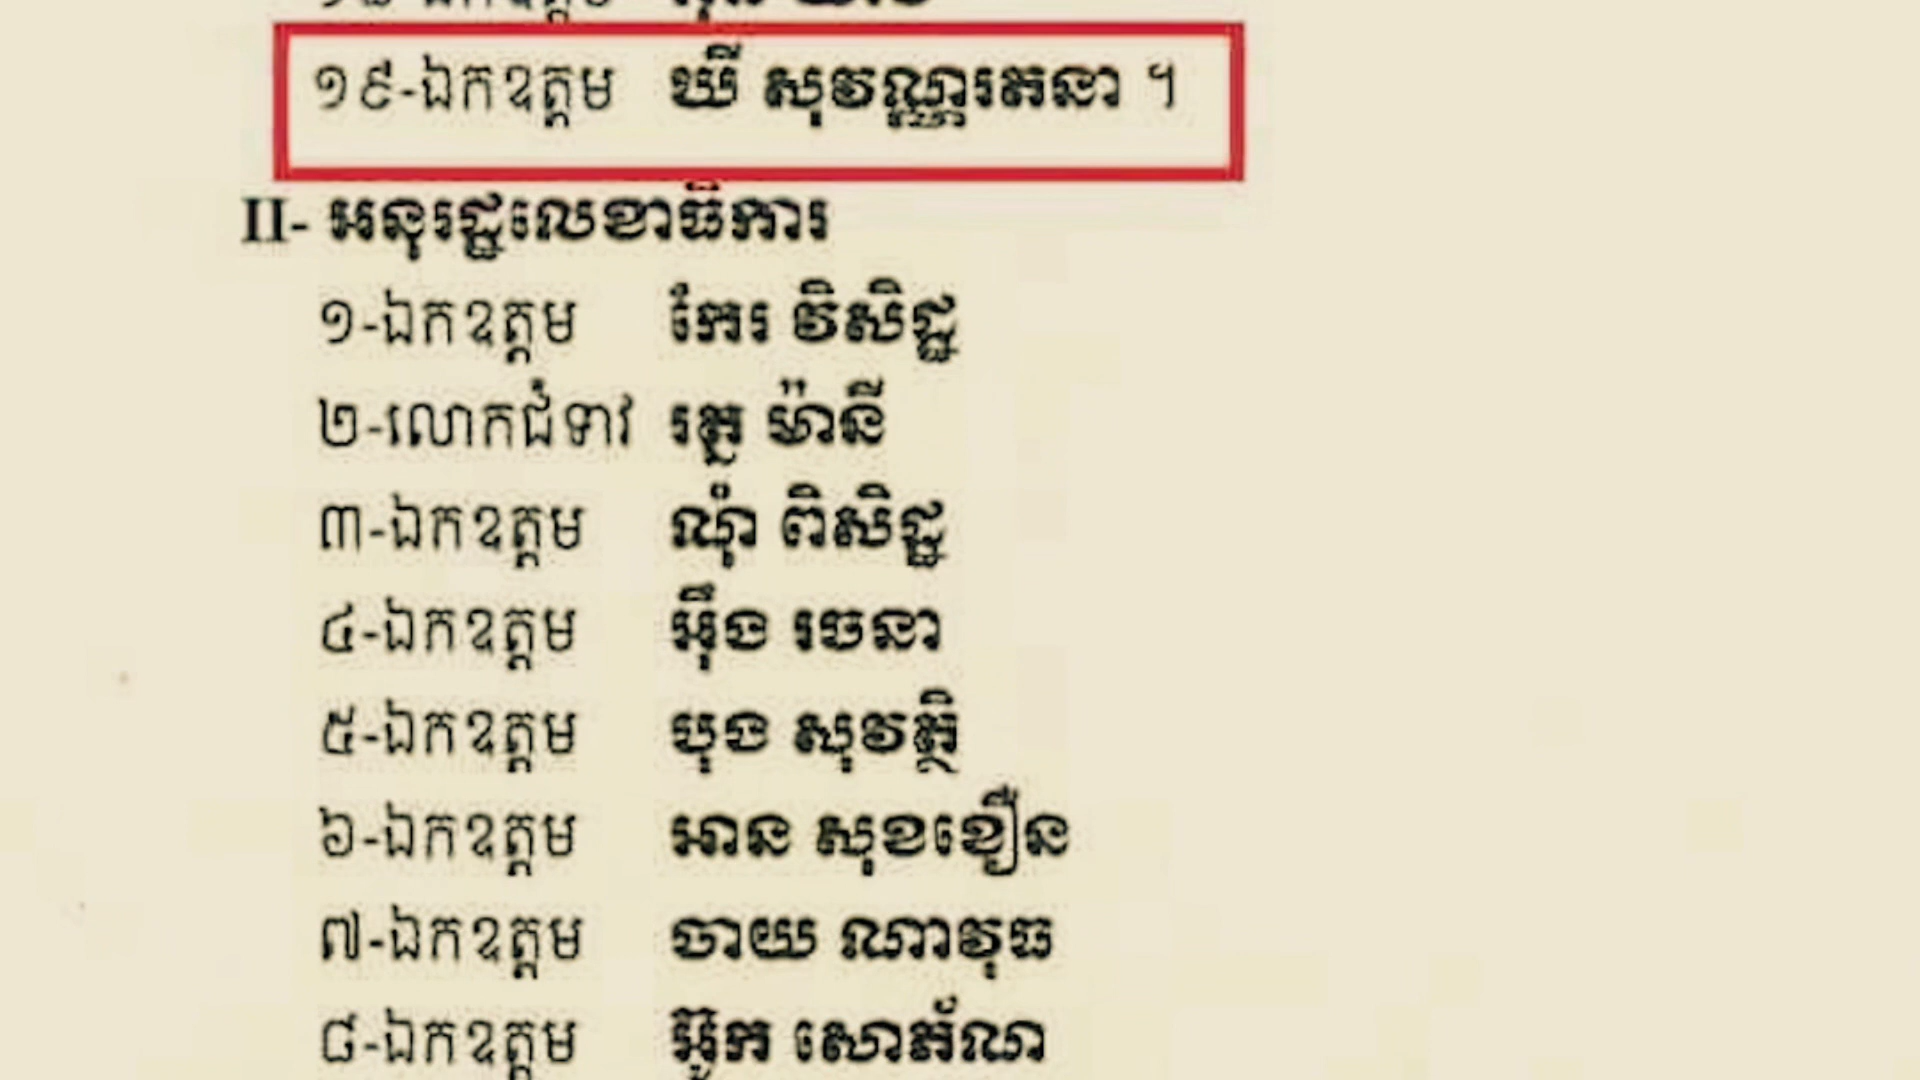 ១៩-ឯកឧត្តម ឃី សុវណ្ណរតនា ។
II- អនុរដ្ឋលេខាធិការ
១-ឯកឧត្តម កែរ វិសិដ្ឋ
២-លោកជំទាវ រត្ន ម៉ានី
៣-ឯកឧត្តម ណុំ ពិសិដ្ឋ
៤-ឯកឧត្តម អ៊ឹង រចនា
៥-ឯកឧត្តម បុង សុវត្ថិ
៦-ឯកឧត្តម អាន សុខខឿន
៧-ឯកឧត្តម ចាយ ណាវុធ
៨-ឯកឧត្តម អ៊ូក សោភ័ណ